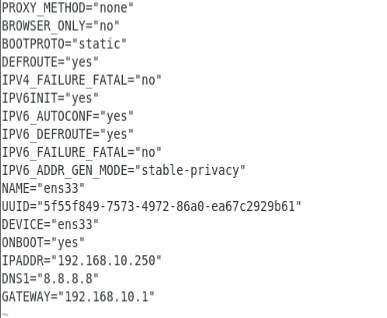 PROXY_METHOD="none"
BROWSER_ONLY="no"
BOOTPROTO="static"
DEFROUTE="yes"
IPV4_FAILURE_FATAL="no"
IPV6INIT="yes"
IPV6_AUTOCONF="yes"
IPV6_DEFROUTE="yes"
IPV6_FAILURE_FATAL="no"
IPV6_ADDR_GEN_MODE="stable-privacy"
NAME="ens33"
UUID="5f55f849-7573-4972-86a0-ea67c2929b61"
DEVICE="ens33"
ONBOOT="yes"
IPADDR="192.168.10.250"
DNS1="8.8.8.8"
GATEWAY="192.168.10.1"
~